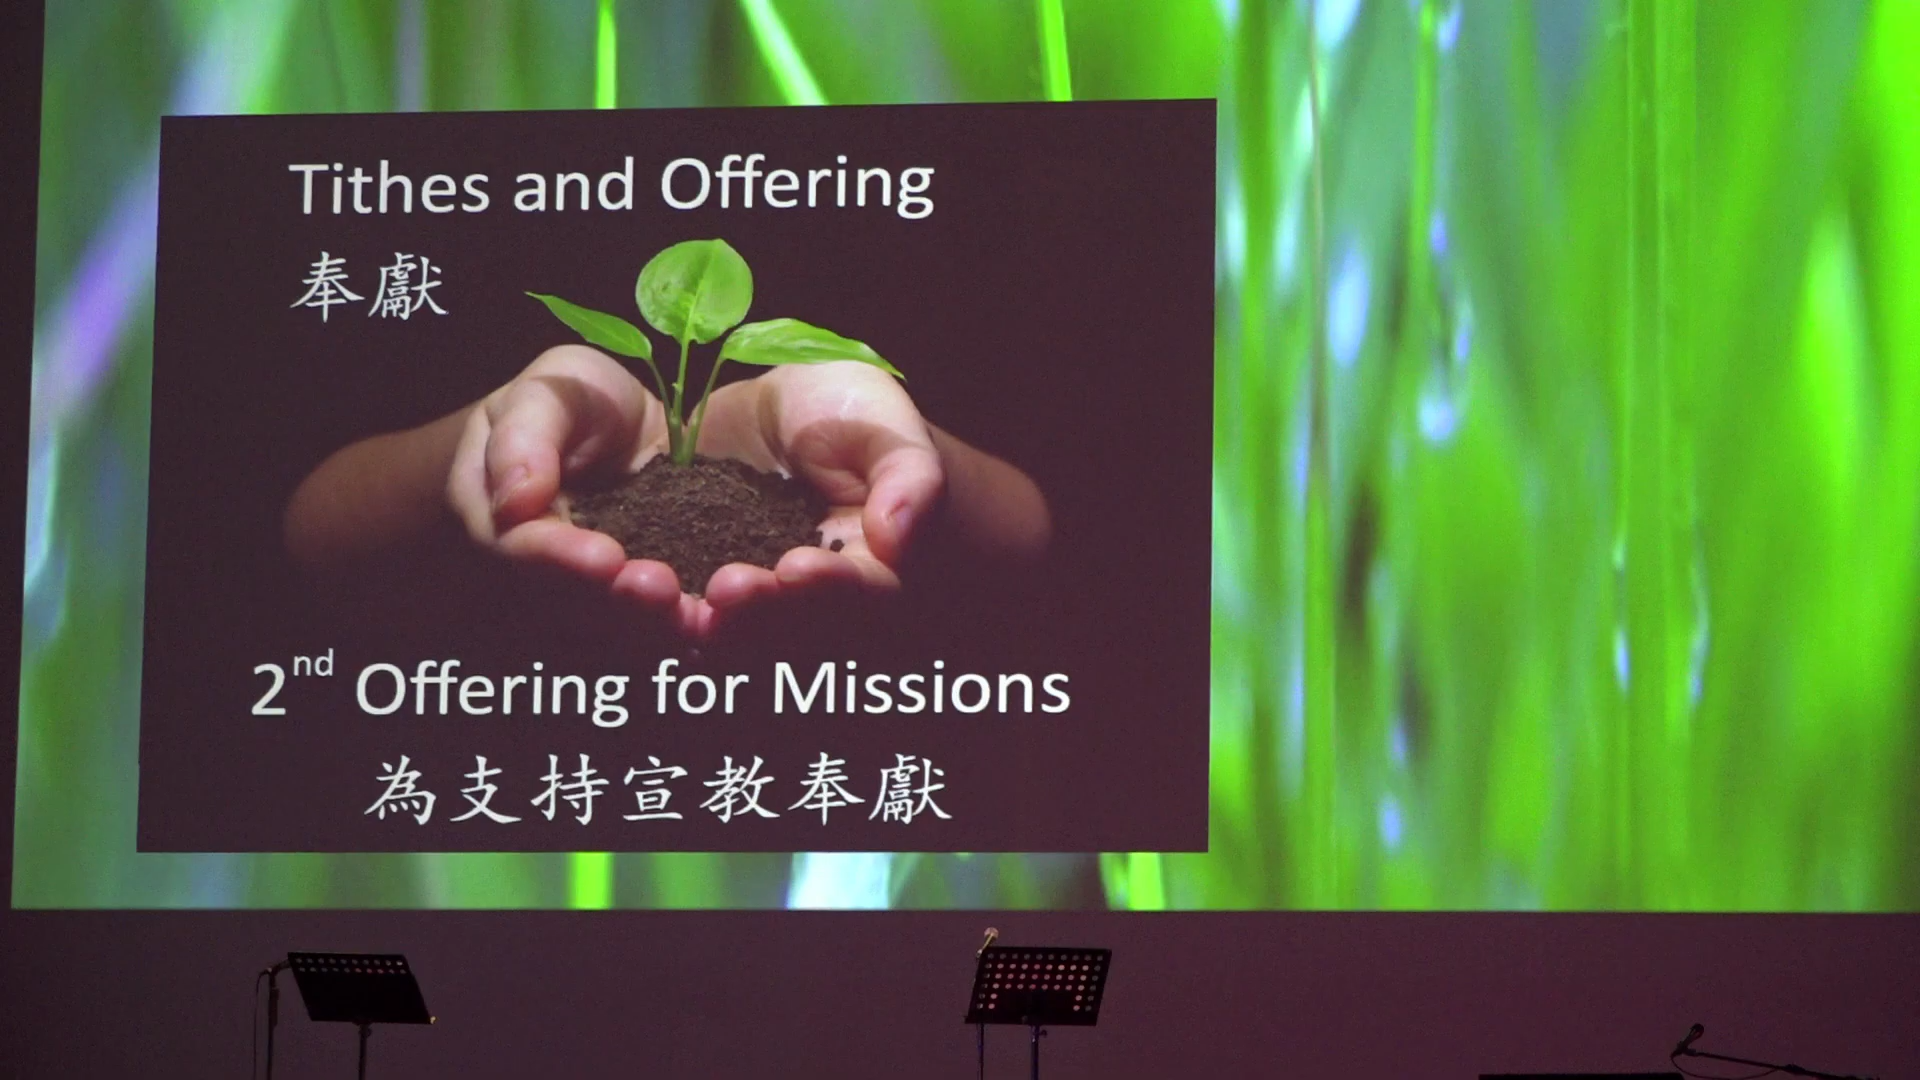 Tithes and Offering
奉獻
2nd Offering for Missions
為支持宣教奉獻